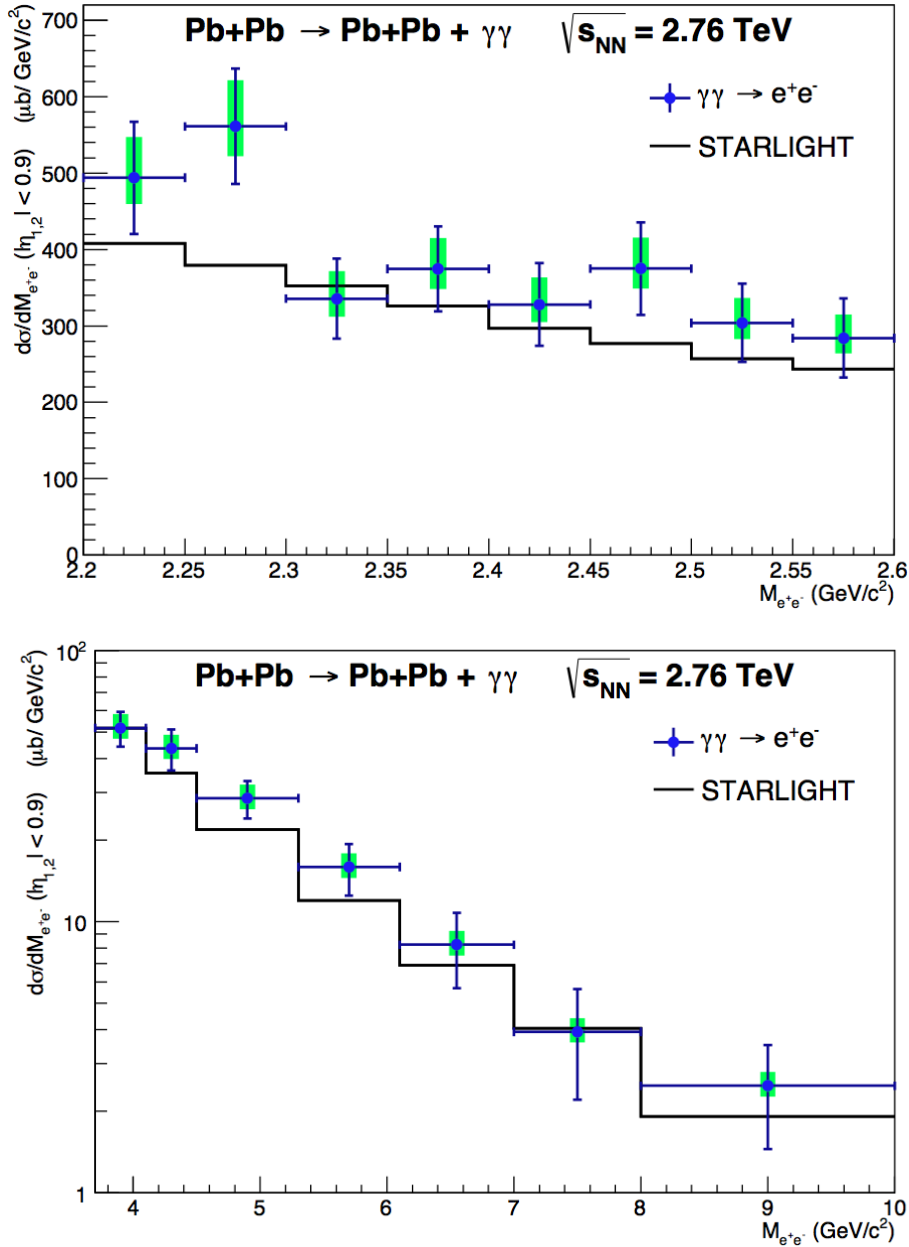 Pb+Pb → Pb+Pb + γγ √sNN = 2.76 TeV
γγ → e+e-
STARLIGHT
dσ/dMe+e- (|η1,2| < 0.9) (μb/ GeV/c2)
700
600
500
400
300
200
100
0
2.2 2.25 2.3 2.35 2.4 2.45 2.5 2.55 2.6
Me+e- (GeV/c2)
Pb+Pb → Pb+Pb + γγ √sNN = 2.76 TeV
γγ → e+e-
STARLIGHT
dσ/dMe+e- (|η1,2| < 0.9) (μb/ GeV/c2)
102
10
1
4 5 6 7 8 9 10
Me+e- (GeV/c2)